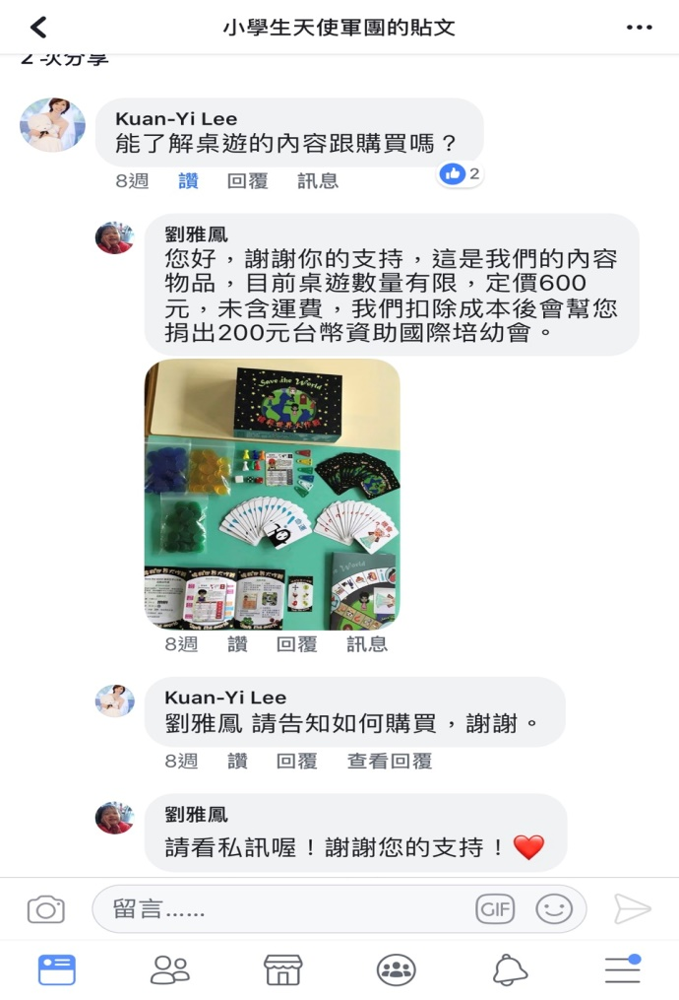 小學生天使軍團的貼文
2 次分享
Kuan-Yi Lee
能了解桌遊的內容跟購買嗎？
8週 讚 回覆 訊息
2
劉雅鳳
您好，謝謝你的支持，這是我們的內容
物品，目前桌遊數量有限，定價600
元，未含運費，我們扣除成本後會幫您
捐出200元台幣資助國際培幼會。
Save the World
拯救世界大作戰
8週 讚 回覆 訊息
Kuan-Yi Lee
劉雅鳳 請告知如何購買，謝謝。
8週 讚 回覆 查看回覆
劉雅鳳
請看私訊喔！謝謝您的支持！❤️
留言......
GIF